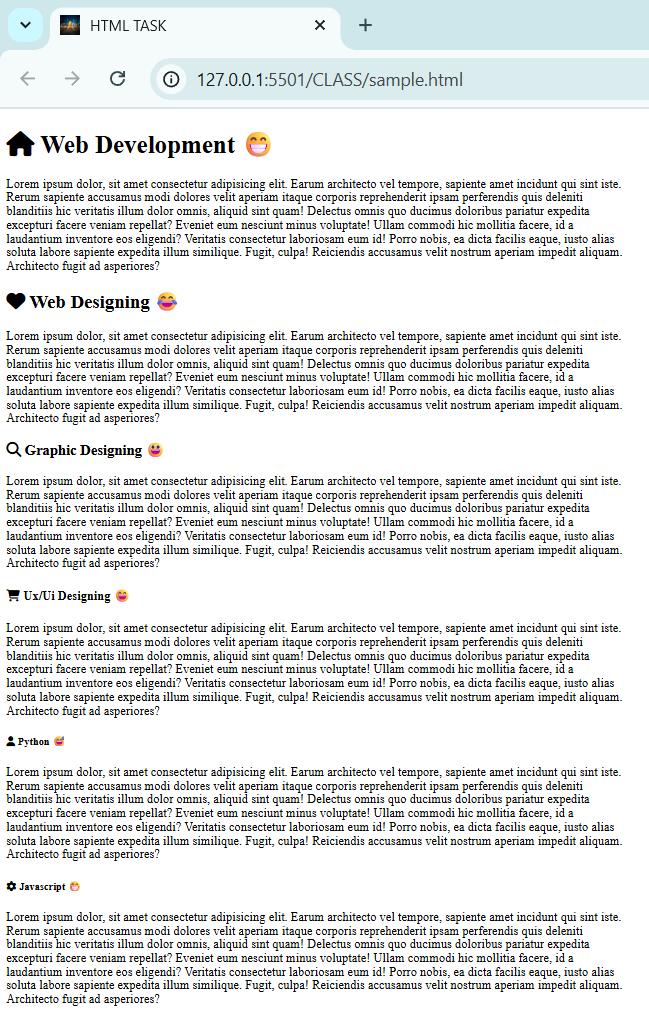 HTML TASK
127.0.0.1:5501/CLASS/sample.html
Web Development 😁
Lorem ipsum dolor, sit amet consectetur adipisicing elit. Earum architecto vel tempore, sapiente amet incidunt qui sint iste.
Rerum sapiente accusamus modi dolores velit aperiam itaque corporis reprehenderit ipsam perferendis quis deleniti
blanditiis hic veritatis illum dolor omnis, aliquid sint quam! Delectus omnis quo ducimus doloribus pariatur expedita
excepturi facere veniam repellat? Eveniet eum nesciunt minus voluptate! Ullam commodi hic mollitia facere, id a
laudantium inventore eos eligendi? Veritatis consectetur laboriosam eum id! Porro nobis, ea dicta facilis eaque, iusto alias
soluta labore sapiente expedita illum similique. Fugit, culpa! Reiciendis accusamus velit nostrum aperiam impedit aliquam.
Architecto fugit ad asperiores?
Web Designing 😂
Lorem ipsum dolor, sit amet consectetur adipisicing elit. Earum architecto vel tempore, sapiente amet incidunt qui sint iste.
Rerum sapiente accusamus modi dolores velit aperiam itaque corporis reprehenderit ipsam perferendis quis deleniti
blanditiis hic veritatis illum dolor omnis, aliquid sint quam! Delectus omnis quo ducimus doloribus pariatur expedita
excepturi facere veniam repellat? Eveniet eum nesciunt minus voluptate! Ullam commodi hic mollitia facere, id a
laudantium inventore eos eligendi? Veritatis consectetur laboriosam eum id! Porro nobis, ea dicta facilis eaque, iusto alias
soluta labore sapiente expedita illum similique. Fugit, culpa! Reiciendis accusamus velit nostrum aperiam impedit aliquam.
Architecto fugit ad asperiores?
Graphic Designing 😃
Lorem ipsum dolor, sit amet consectetur adipisicing elit. Earum architecto vel tempore, sapiente amet incidunt qui sint iste.
Rerum sapiente accusamus modi dolores velit aperiam itaque corporis reprehenderit ipsam perferendis quis deleniti
blanditiis hic veritatis illum dolor omnis, aliquid sint quam! Delectus omnis quo ducimus doloribus pariatur expedita
excepturi facere veniam repellat? Eveniet eum nesciunt minus voluptate! Ullam commodi hic mollitia facere, id a
laudantium inventore eos eligendi? Veritatis consectetur laboriosam eum id! Porro nobis, ea dicta facilis eaque, iusto alias
soluta labore sapiente expedita illum similique. Fugit, culpa! Reiciendis accusamus velit nostrum aperiam impedit aliquam.
Architecto fugit ad asperiores?
Ux/Ui Designing 😄
Lorem ipsum dolor, sit amet consectetur adipisicing elit. Earum architecto vel tempore, sapiente amet incidunt qui sint iste.
Rerum sapiente accusamus modi dolores velit aperiam itaque corporis reprehenderit ipsam perferendis quis deleniti
blanditiis hic veritatis illum dolor omnis, aliquid sint quam! Delectus omnis quo ducimus doloribus pariatur expedita
excepturi facere veniam repellat? Eveniet eum nesciunt minus voluptate! Ullam commodi hic mollitia facere, id a
laudantium inventore eos eligendi? Veritatis consectetur laboriosam eum id! Porro nobis, ea dicta facilis eaque, iusto alias
soluta labore sapiente expedita illum similique. Fugit, culpa! Reiciendis accusamus velit nostrum aperiam impedit aliquam.
Architecto fugit ad asperiores?
Python 😅
Lorem ipsum dolor, sit amet consectetur adipisicing elit. Earum architecto vel tempore, sapiente amet incidunt qui sint iste.
Rerum sapiente accusamus modi dolores velit aperiam itaque corporis reprehenderit ipsam perferendis quis deleniti
blanditiis hic veritatis illum dolor omnis, aliquid sint quam! Delectus omnis quo ducimus doloribus pariatur expedita
excepturi facere veniam repellat? Eveniet eum nesciunt minus voluptate! Ullam commodi hic mollitia facere, id a
laudantium inventore eos eligendi? Veritatis consectetur laboriosam eum id! Porro nobis, ea dicta facilis eaque, iusto alias
soluta labore sapiente expedita illum similique. Fugit, culpa! Reiciendis accusamus velit nostrum aperiam impedit aliquam.
Architecto fugit ad asperiores?
Javascript 😁
Lorem ipsum dolor, sit amet consectetur adipisicing elit. Earum architecto vel tempore, sapiente amet incidunt qui sint iste.
Rerum sapiente accusamus modi dolores velit aperiam itaque corporis reprehenderit ipsam perferendis quis deleniti
blanditiis hic veritatis illum dolor omnis, aliquid sint quam! Delectus omnis quo ducimus doloribus pariatur expedita
excepturi facere veniam repellat? Eveniet eum nesciunt minus voluptate! Ullam commodi hic mollitia facere, id a
laudantium inventore eos eligendi? Veritatis consectetur laboriosam eum id! Porro nobis, ea dicta facilis eaque, iusto alias
soluta labore sapiente expedita illum similique. Fugit, culpa! Reiciendis accusamus velit nostrum aperiam impedit aliquam.
Architecto fugit ad asperiores?